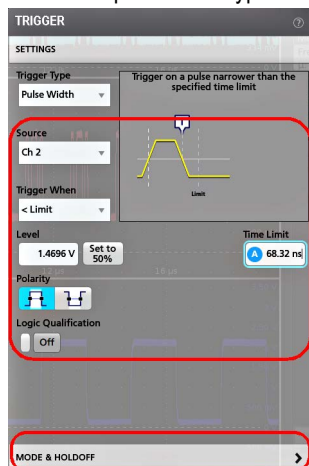 TRIGGER
SETTINGS
Trigger Type
Pulse Width
Trigger on a pulse narrower than the
specified time limit
Source
Ch 2
Limit
Trigger When
< Limit
Level
Time Limit
1.4696 V
Set to
50%
A 68.32 ns
Polarity
Logic Qualification
Off
MODE & HOLDOFF